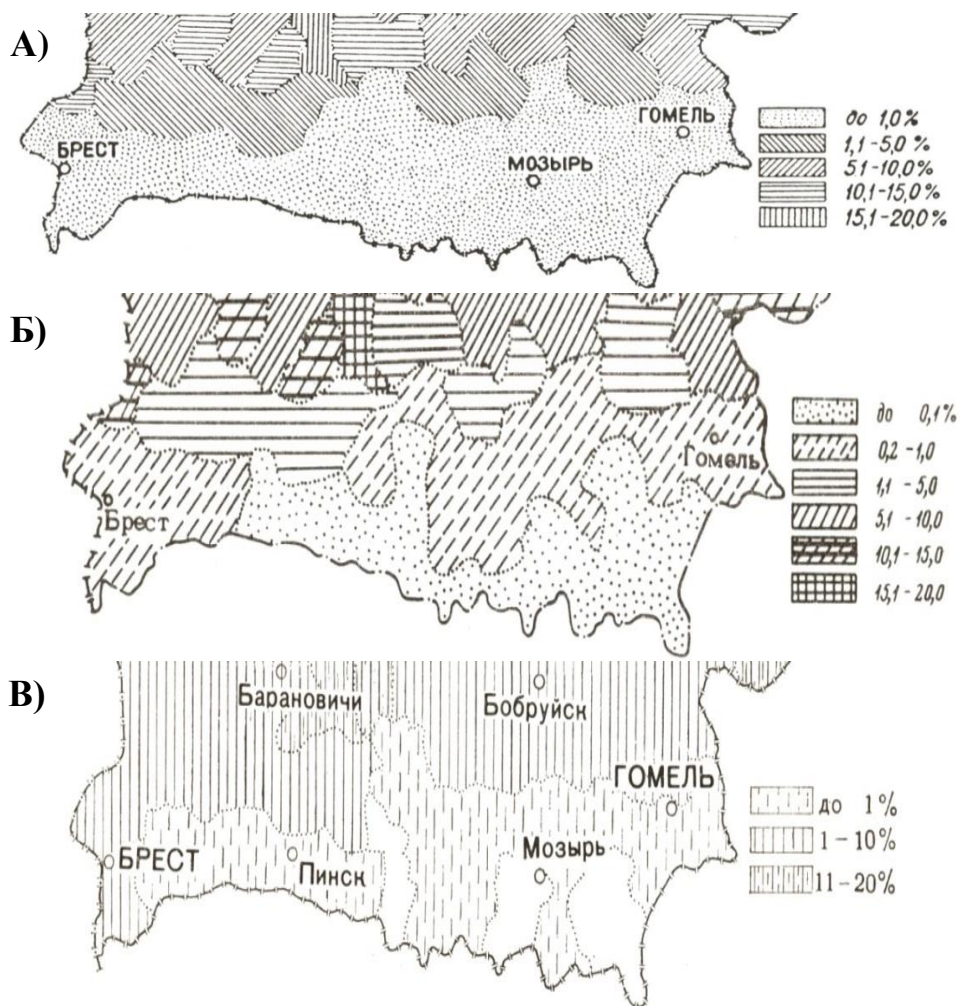 А)
БРЕСТ
МОЗЫРЬ
ГОМЕЛЬ
до 1,0%
1,1-5,0 %
5,1-10,0%
10,1-15,0%
15,1-20,0%
Б)
Брест
Гомель
до 0,1%
0,2-1,0
1,1-5,0
5,1-10,0
10,1-15,0
15,1-20,0
В)
Барановичи
Бобруйск
ГОМЕЛЬ
БРЕСТ
Пинск
Мозырь
до 1%
1-10%
11-20%